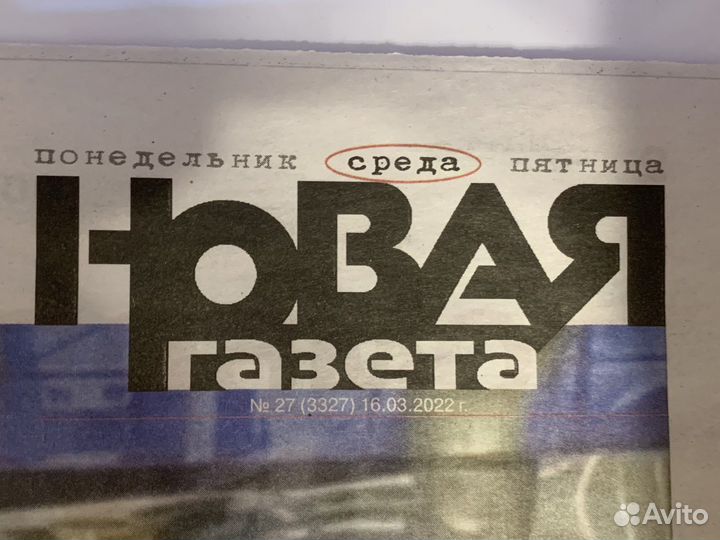 понедельник среда пятница
НОВАЯ
газета
№ 27 (3327) 16.03.2022 г.
Avito